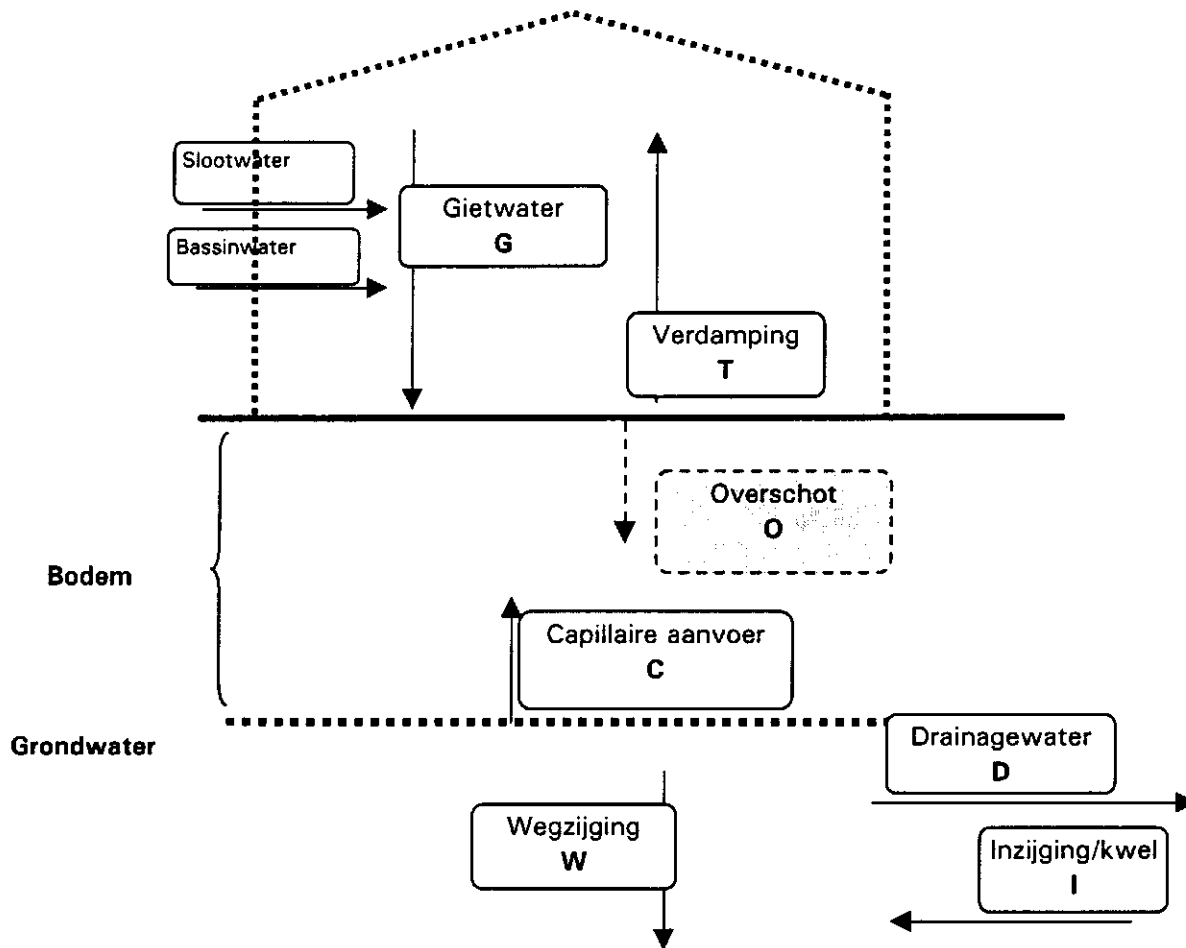 Slootwater
Bassinwater
Gietwater
G
Verdamping
T
Overschot
O
Bodem
Capillaire aanvoer
C
Grondwater
Drainagewater
D
Wegzijging
W
Inzijging/kwel
I